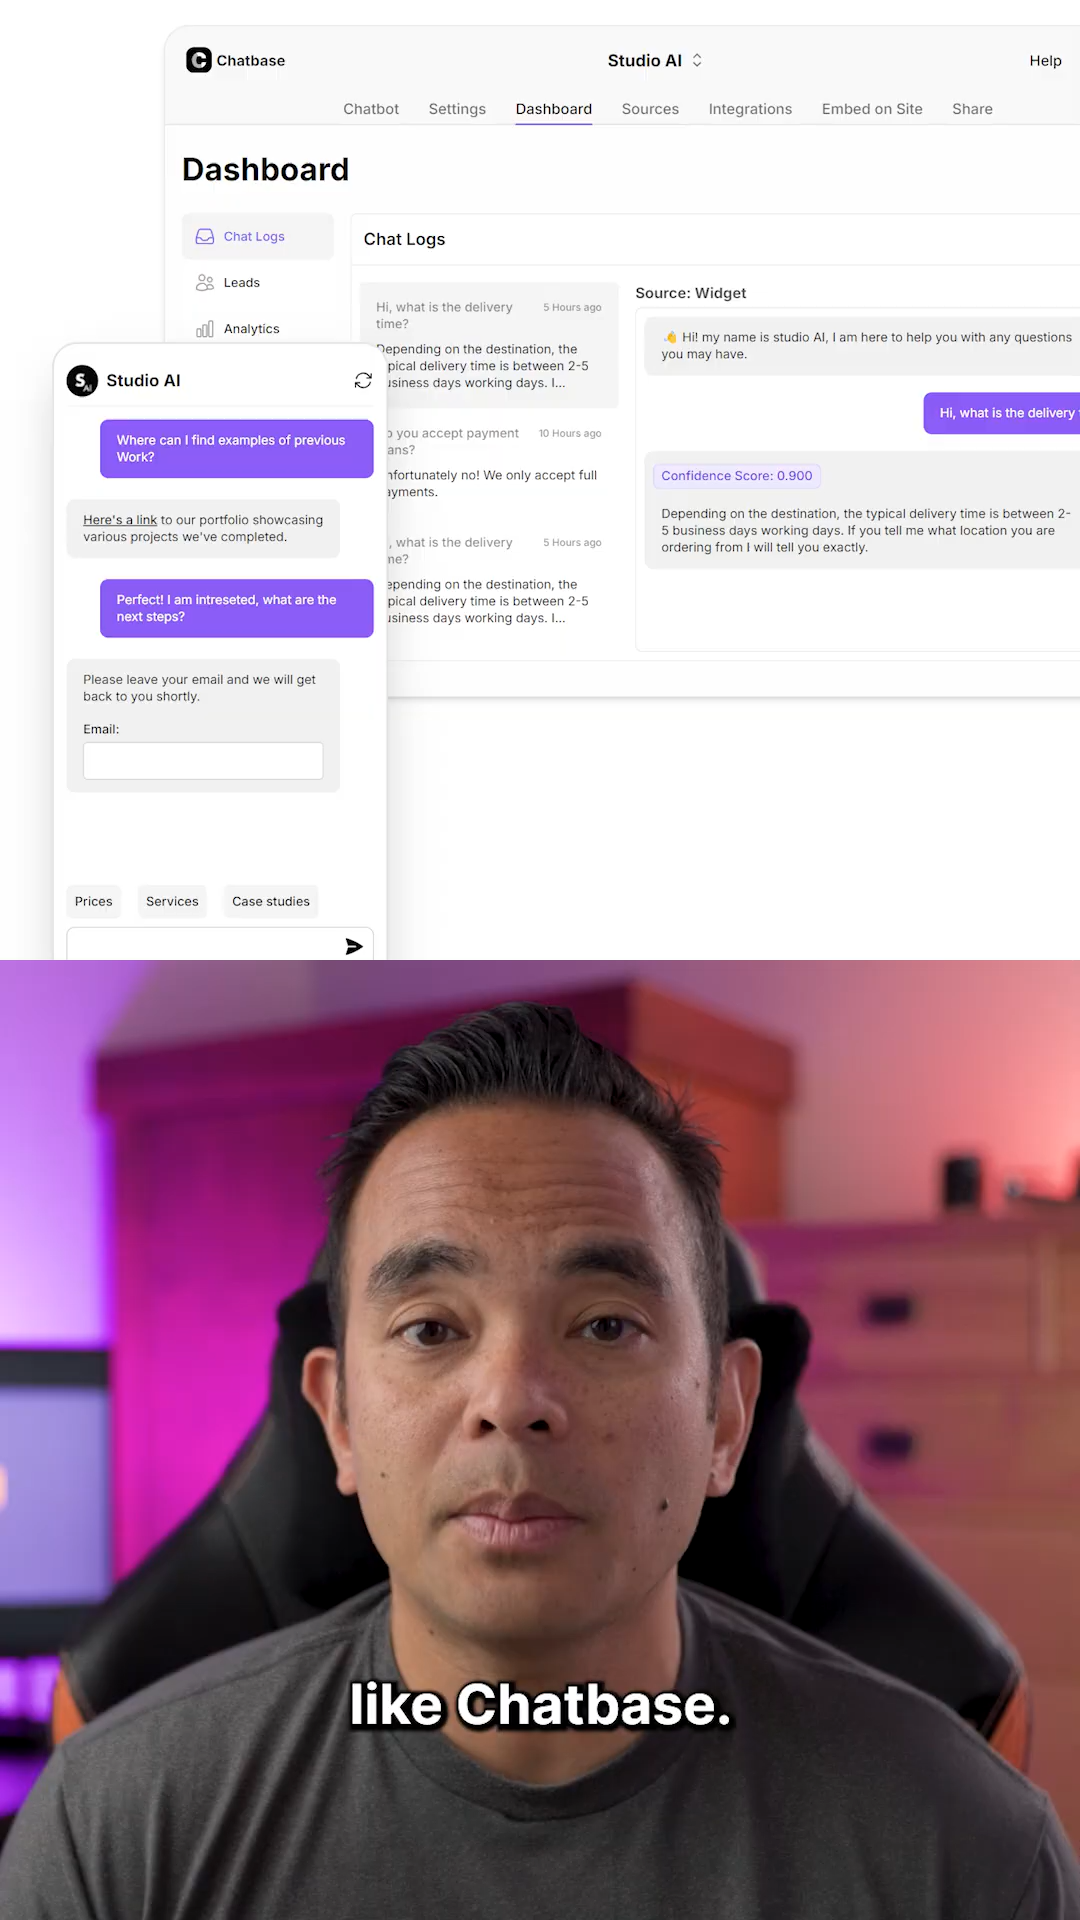 Chatbase
Studio AI
Help
Chatbot
Settings
Dashboard
Sources
Integrations
Embed on Site
Share
Dashboard
Chat Logs
Leads
Analytics
Chat Logs
Hi, what is the delivery
time?
5 Hours ago
Depending on the destination, the
typical delivery time is between 2-5
business days working days. I...
you accept payment
10 Hours ago
Unfortunately no! We only accept full
payments.
, what is the delivery
5 Hours ago
Depending on the destination, the
typical delivery time is between 2-5
business days working days. I...
Source: Widget
👋 Hi! my name is studio AI, I am here to help you with any questions
you may have.
Hi, what is the delivery
Confidence Score: 0.900
Depending on the destination, the typical delivery time is between 2-
5 business days working days. If you tell me what location you are
ordering from I will tell you exactly.
S AI
Studio AI
Where can I find examples of previous
Work?
Here's a link to our portfolio showcasing
various projects we've completed.
Perfect! I am intreseted, what are the
next steps?
Please leave your email and we will get
back to you shortly.
Email:
Prices
Services
Case studies
like Chatbase.